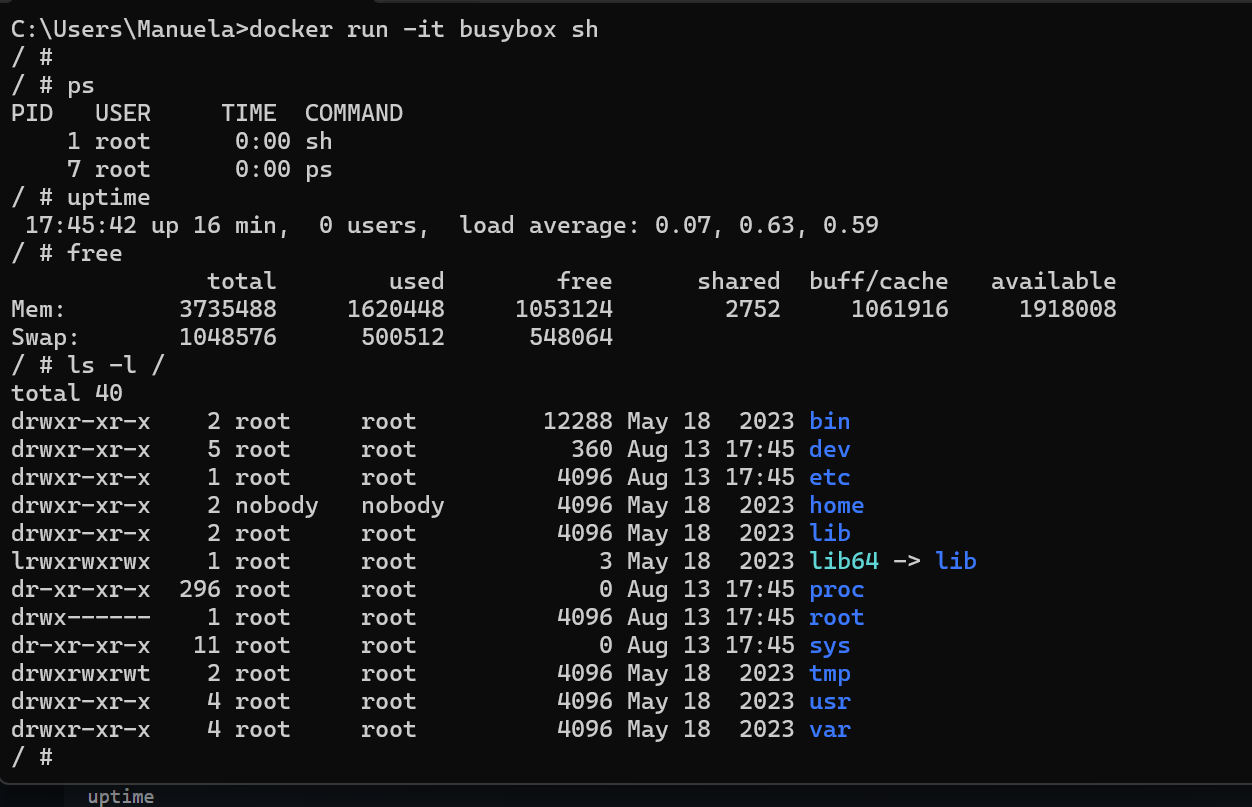 C:\Users\Manuela>docker run -it busybox sh
/ #
/ # ps
PID   USER     TIME  COMMAND
    1 root      0:00 sh
    7 root      0:00 ps
/ # uptime
 17:45:42 up 16 min,  0 users,  load average: 0.07, 0.63, 0.59
/ # free
              total        used        free      shared  buff/cache   available
Mem:        3735488     1620448     1053124        2752     1061916     1918008
Swap:       1048576      500512      548064
/ # ls -l /
total 40
drwxr-xr-x    2 root     root         12288 May 18  2023 bin
drwxr-xr-x    5 root     root           360 Aug 13 17:45 dev
drwxr-xr-x    1 root     root          4096 Aug 13 17:45 etc
drwxr-xr-x    2 nobody   nobody        4096 May 18  2023 home
drwxr-xr-x    2 root     root          4096 May 18  2023 lib
lrwxrwxrwx    1 root     root             3 May 18  2023 lib64 -> lib
dr-xr-xr-x  296 root     root             0 Aug 13 17:45 proc
drwx------    1 root     root          4096 Aug 13 17:45 root
dr-xr-xr-x   11 root     root             0 Aug 13 17:45 sys
drwxrwxrwt    2 root     root          4096 May 18  2023 tmp
drwxr-xr-x    4 root     root          4096 May 18  2023 usr
drwxr-xr-x    4 root     root          4096 May 18  2023 var
/ #
uptime